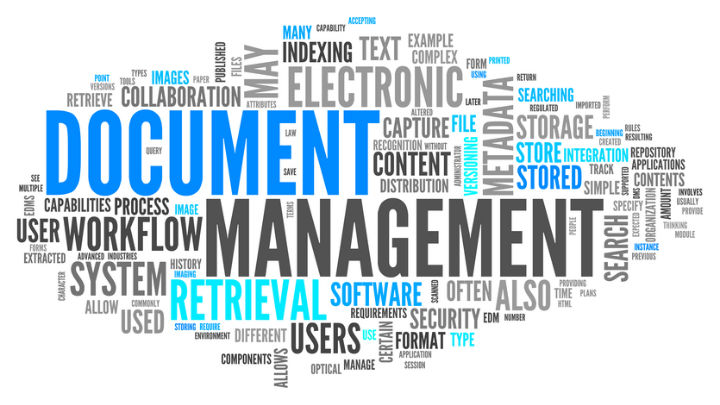 ACCEPTING
MANY
CAPABILITY
INDEXING
TEXT
EXAMPLE
COMPLEX
PUBLISHED
FILES
MAY
ELECTRONIC
FORM
PRINTED
USING
POINT
VERSIONS
TYPES
TOOLS
IMAGES
PAPER
RETRIEVE
COLLABORATION
ATTRIBUTES
METADATA
RETURN
SEARCHING
REGULATED
IMPORTED
PERFORM
ALTERED
LATER
DOCUMENT
LAW
QUERY
SAVE
CAPTURE
FILE
RECOGNITION
WITHOUT
CONTENT
DISTRIBUTION
ADMINISTRATOR
VERSIONING
STORAGE
BEGINNING
RULES
CREATED
RESULTING
STORE
INTEGRATION
REPOSITORY
STORED
TRACK
APPLICATIONS
SIMPLE
SUPPORTED
DMS
CONTENTS
SEE
MULTIPLE
EDMS
CAPABILITIES
PROCESS
IMAGE
TERMS
USER
WORKFLOW
MANAGEMENT
PEOPLE
SEARCH
SPECIFY
EXPECTED
ORGANIZATION
AMOUNT
INVOLVES
USUALLY
PROVIDE
THINKING
MODULE
FORMS
EXTRACTED
ADVANCED
INDUSTRIES
INSTANCE
PREVIOUS
CHARACTER
SYSTEM
HISTORY
IMAGING
ALLOW
COMMONLY
USED
RETRIEVAL
SOFTWARE
SCANNED
OFTEN
ALSO
PROVIDING
TIME
PLANS
HTML
REQUIREMENTS
SECURITY
EDM
NUMBER
STORING
REQUIRE
ENVIRONMENT
DIFFERENT
USERS
USE
CERTAIN
FORMAT
TYPE
COMPONENTS
ALLOWS
OPTICAL
MANAGE
APPLICATION
SESSION